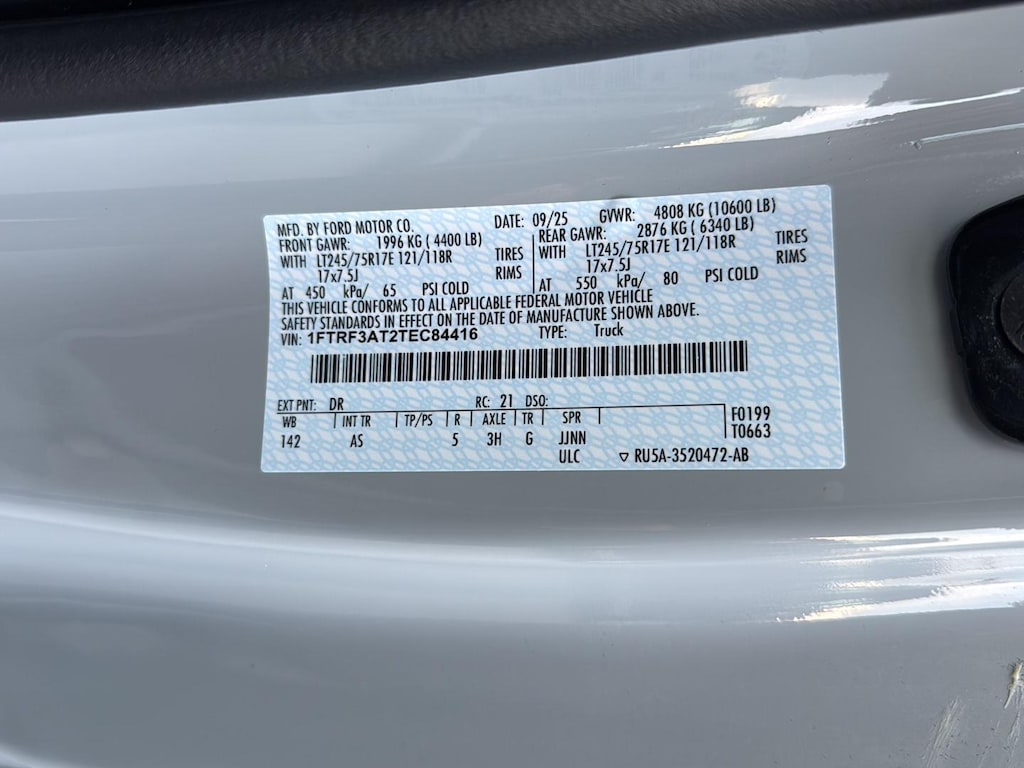 MFD. BY FORD MOTOR CO. DATE: 09/25 GVWR: 4808 KG (10600 LB)
FRONT GAWR: 1996 KG ( 4400 LB) REAR GAWR: 2876 KG ( 6340 LB)
WITH LT245/75R17E 121/118R TIRES WITH LT245/75R17E 121/118R TIRES
17x7.5J RIMS 17x7.5J RIMS
AT 450 kPa/ 65 PSI COLD AT 550 kPa/ 80 PSI COLD
THIS VEHICLE CONFORMS TO ALL APPLICABLE FEDERAL MOTOR VEHICLE
SAFETY STANDARDS IN EFFECT ON THE DATE OF MANUFACTURE SHOWN ABOVE.
VIN: 1FTRF3AT2TEC84416 TYPE: Truck
EXT PNT: DR RC: 21 DSO:
WB INT TR TP/PS R AXLE TR SPR F0199
142 AS 5 3H G JJNN T0663
ULC ▽ RU5A-3520472-AB